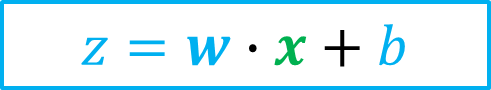 z = w · x + b